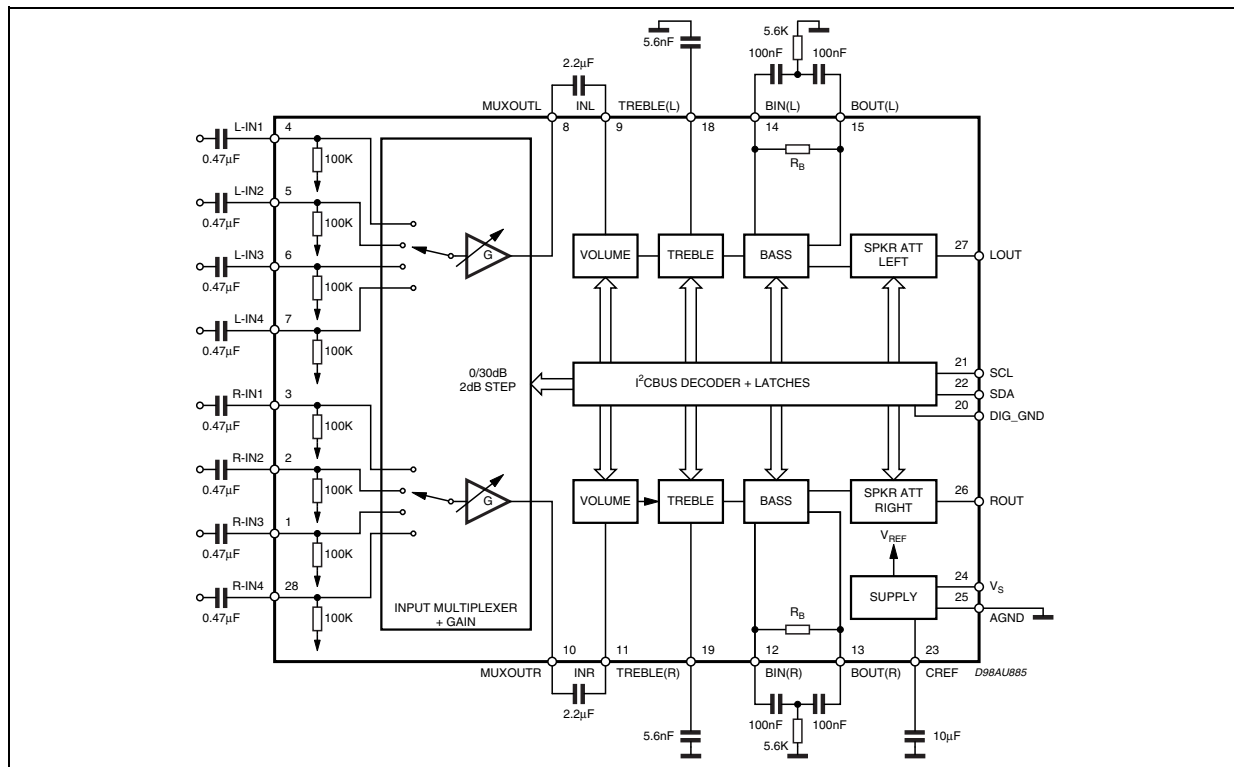 5.6K
5.6nF
100nF 100nF
2.2μF
MUXOUTL INL TREBLE(L) BIN(L) BOUT(L)
8 9 18 14 15
L-IN1 4
0.47μF 100K
RB
L-IN2 5
0.47μF 100K
L-IN3 6
0.47μF 100K
G
VOLUME TREBLE BASS SPKR ATT LEFT 27 LOUT
L-IN4 7
0.47μF 100K
0/30dB
2dB STEP
I2CBUS DECODER + LATCHES
21 SCL
22 SDA
20 DIG_GND
R-IN1 3
0.47μF 100K
R-IN2 2
0.47μF 100K
G
VOLUME TREBLE BASS SPKR ATT RIGHT 26 ROUT
R-IN3 1
0.47μF 100K
VREF
R-IN4 28
0.47μF 100K
INPUT MULTIPLEXER
+ GAIN
SUPPLY
24 VS
25 AGND
RB
10 11 19 12 13 23
MUXOUTR INR TREBLE(R) BIN(R) BOUT(R) CREF D98AU885
2.2μF
100nF 100nF
5.6nF 5.6K 10μF